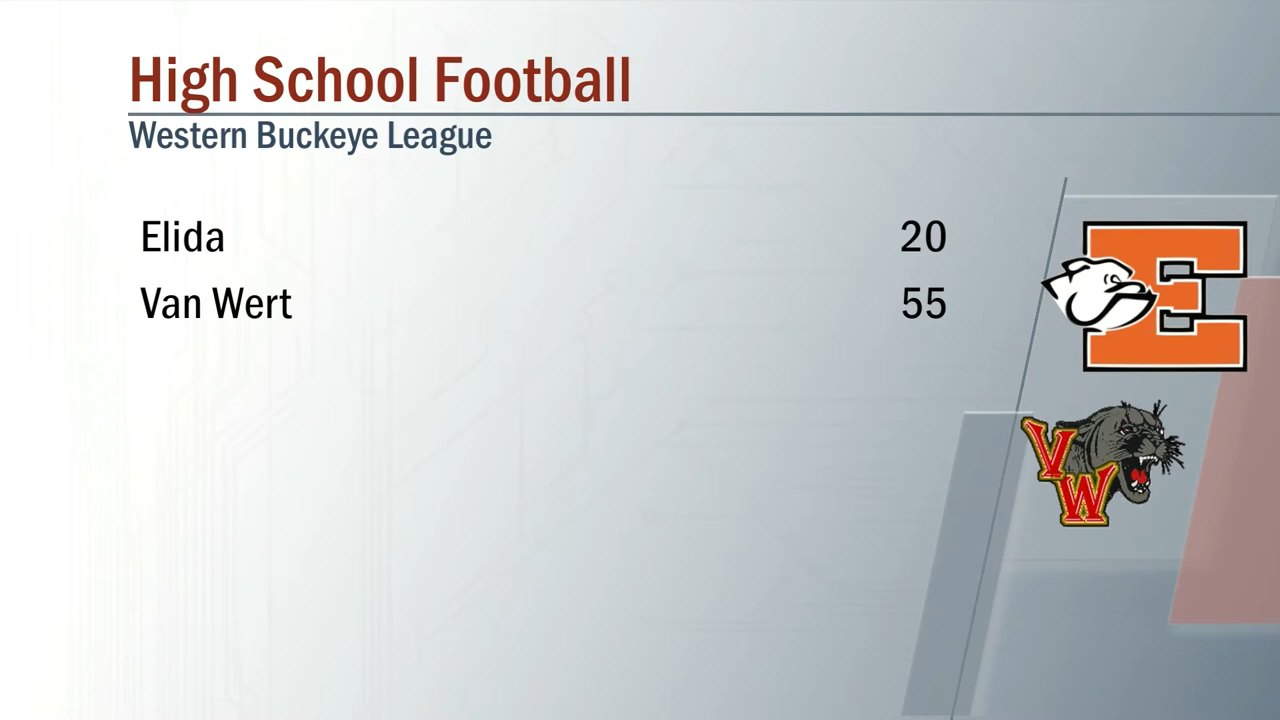 High School Football
Western Buckeye League
Elida 20
Van Wert 55
E
VW